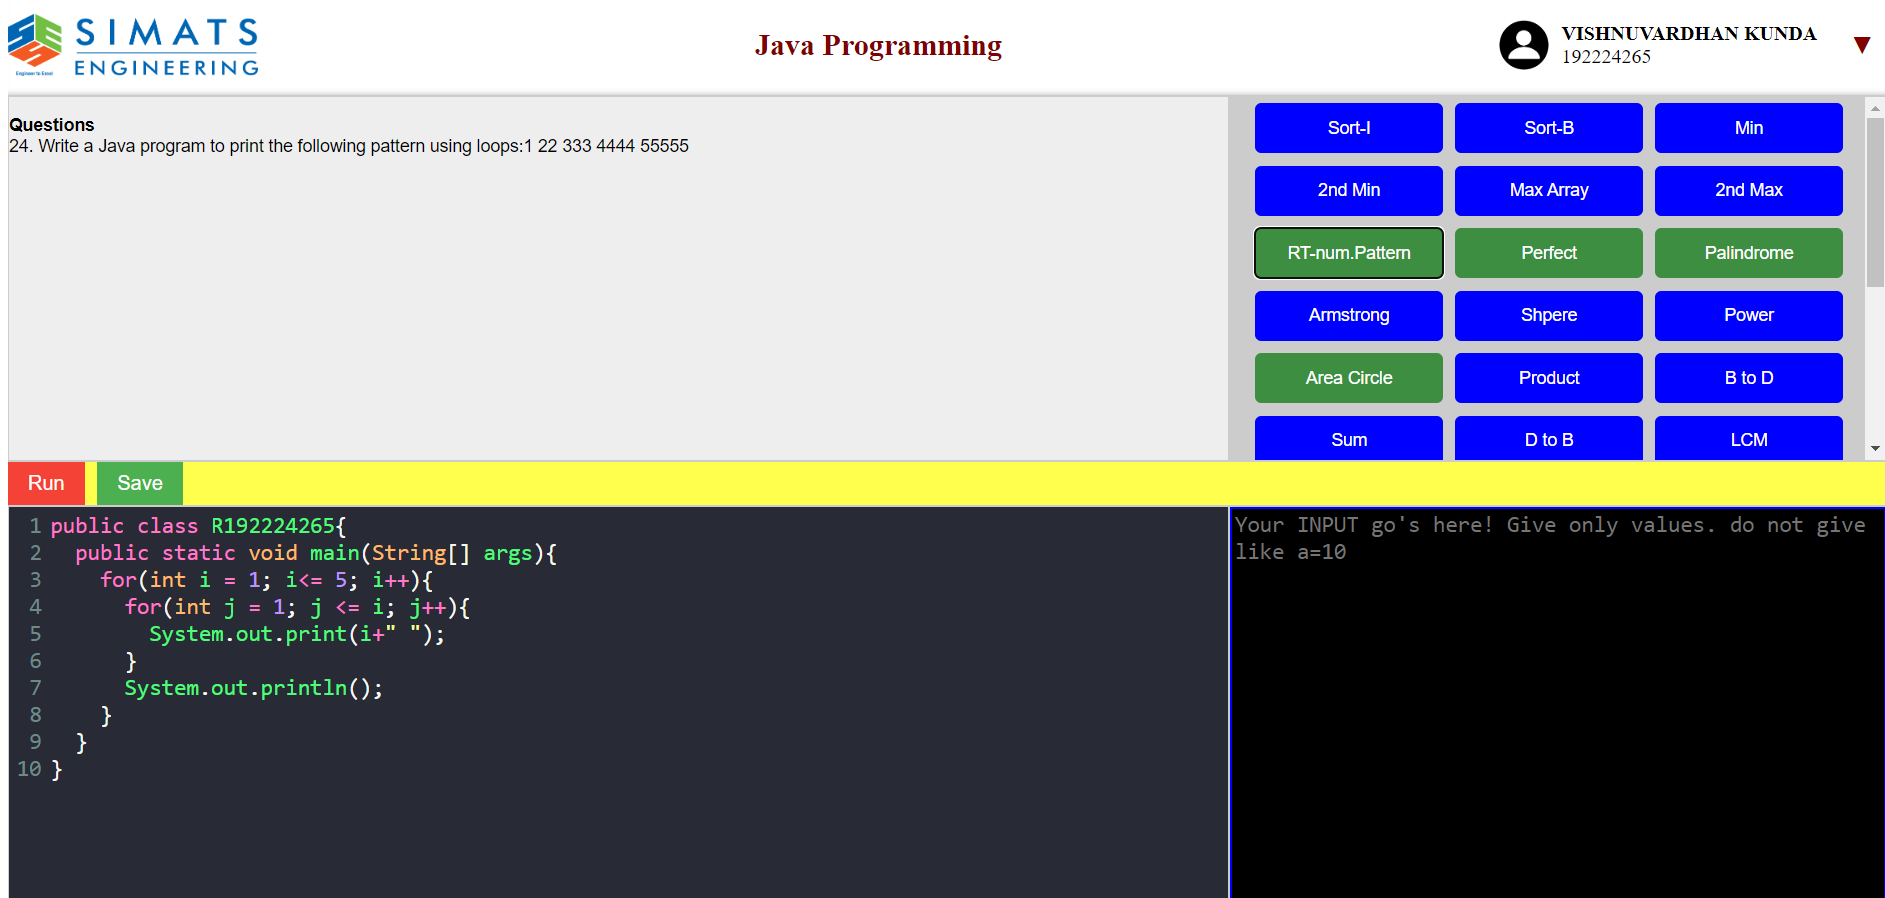 SIMATS
ENGINEERING
Engineer to Excel
Java Programming
VISHNUVARDHAN KUNDA
192224265
Questions
24. Write a Java program to print the following pattern using loops:1 22 333 4444 55555
Sort-I Sort-B Min
2nd Min Max Array 2nd Max
RT-num.Pattern Perfect Palindrome
Armstrong Shpere Power
Area Circle Product B to D
Sum D to B LCM
Run Save
1 public class R192224265{
2 public static void main(String[] args){
3 for(int i = 1; i<= 5; i++){
4 for(int j = 1; j <= i; j++){
5 System.out.print(i+" ");
6 }
7 System.out.println();
8 }
9 }
10 }
Your INPUT go's here! Give only values. do not give
like a=10